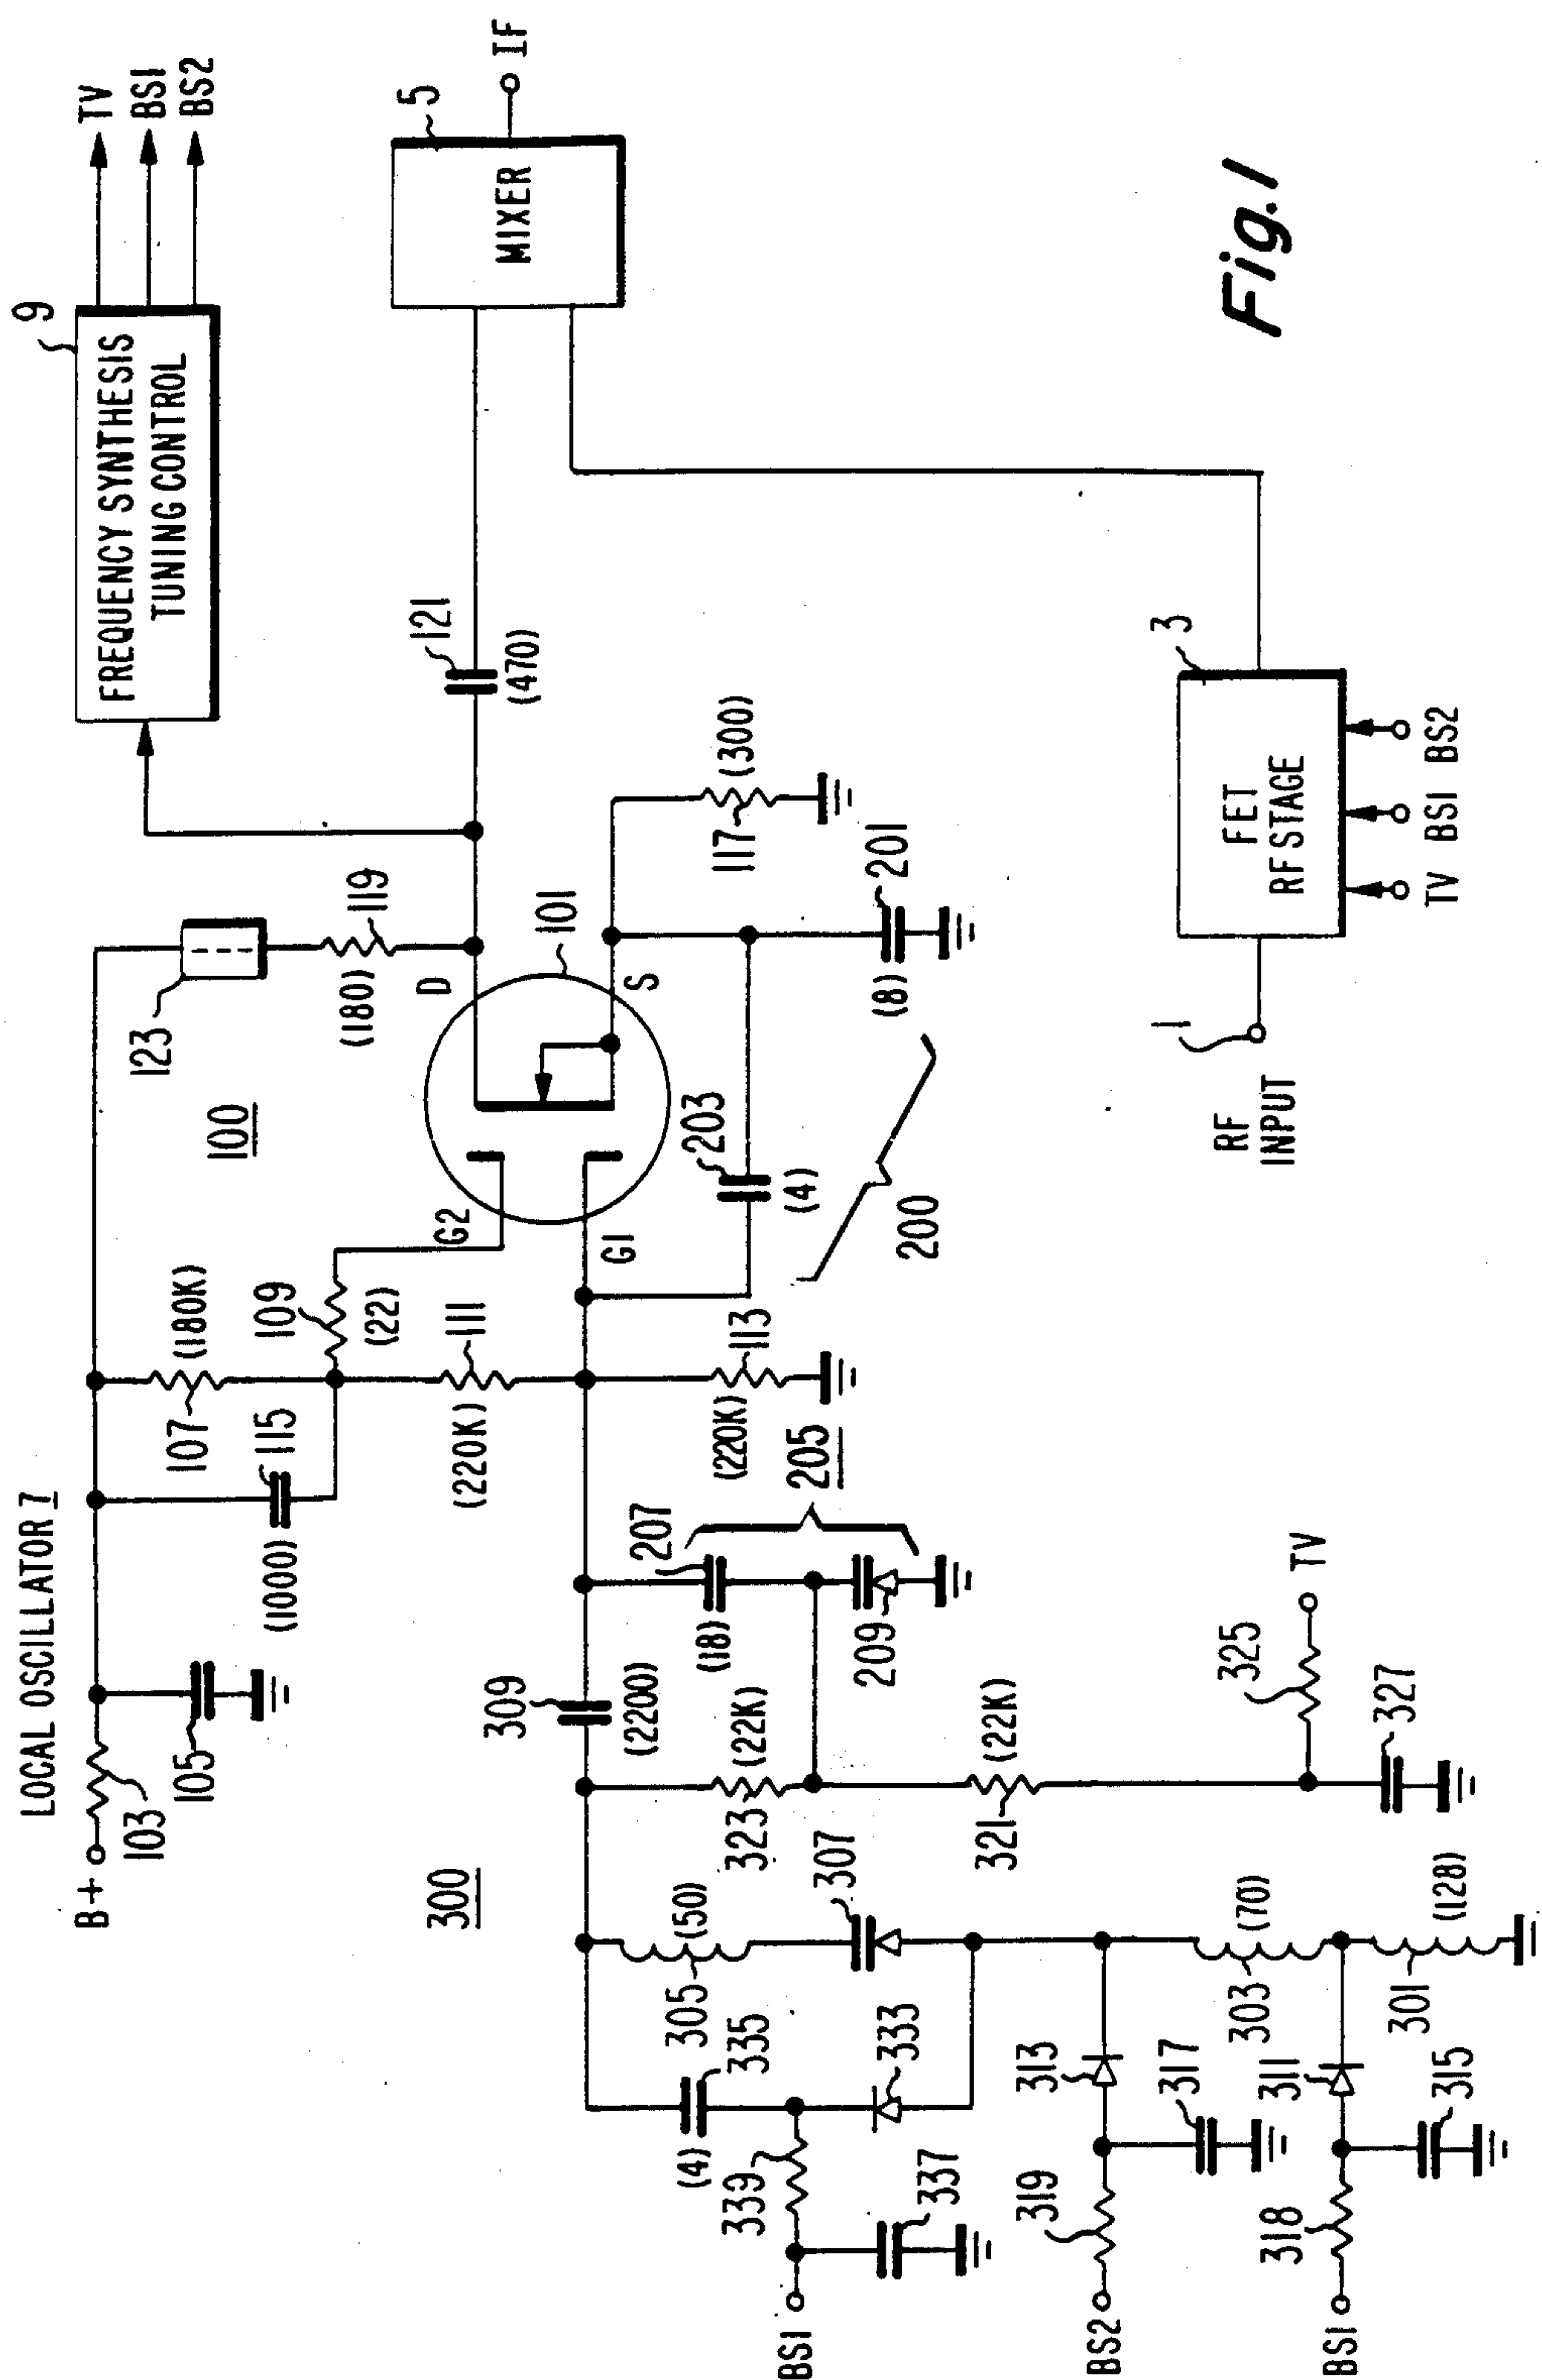 LOCAL OSCILLATOR 7
B+
103
105
(1000)
115
107
(180K)
109
(22)
100
123
(180)
119
9
FREQUENCY SYNTHESIS
TUNING CONTROL
TV
BS1
BS2
300
309
(2200)
(220K)
111
G2
G1
D
S
101
121
(470)
5
MIXER
IF
207
(18)
205
209
(220K)
113
203
(4)
200
(8)
201
117
(300)
335
(4)
305
(50)
307
323
(22K)
321
(22K)
333
339
337
BS1
325
TV
327
313
317
319
BS2
303
(70)
311
315
318
BS1
301
(128)
RF
INPUT
1
FET
RF STAGE
3
TV
BS1
BS2
Fig.1